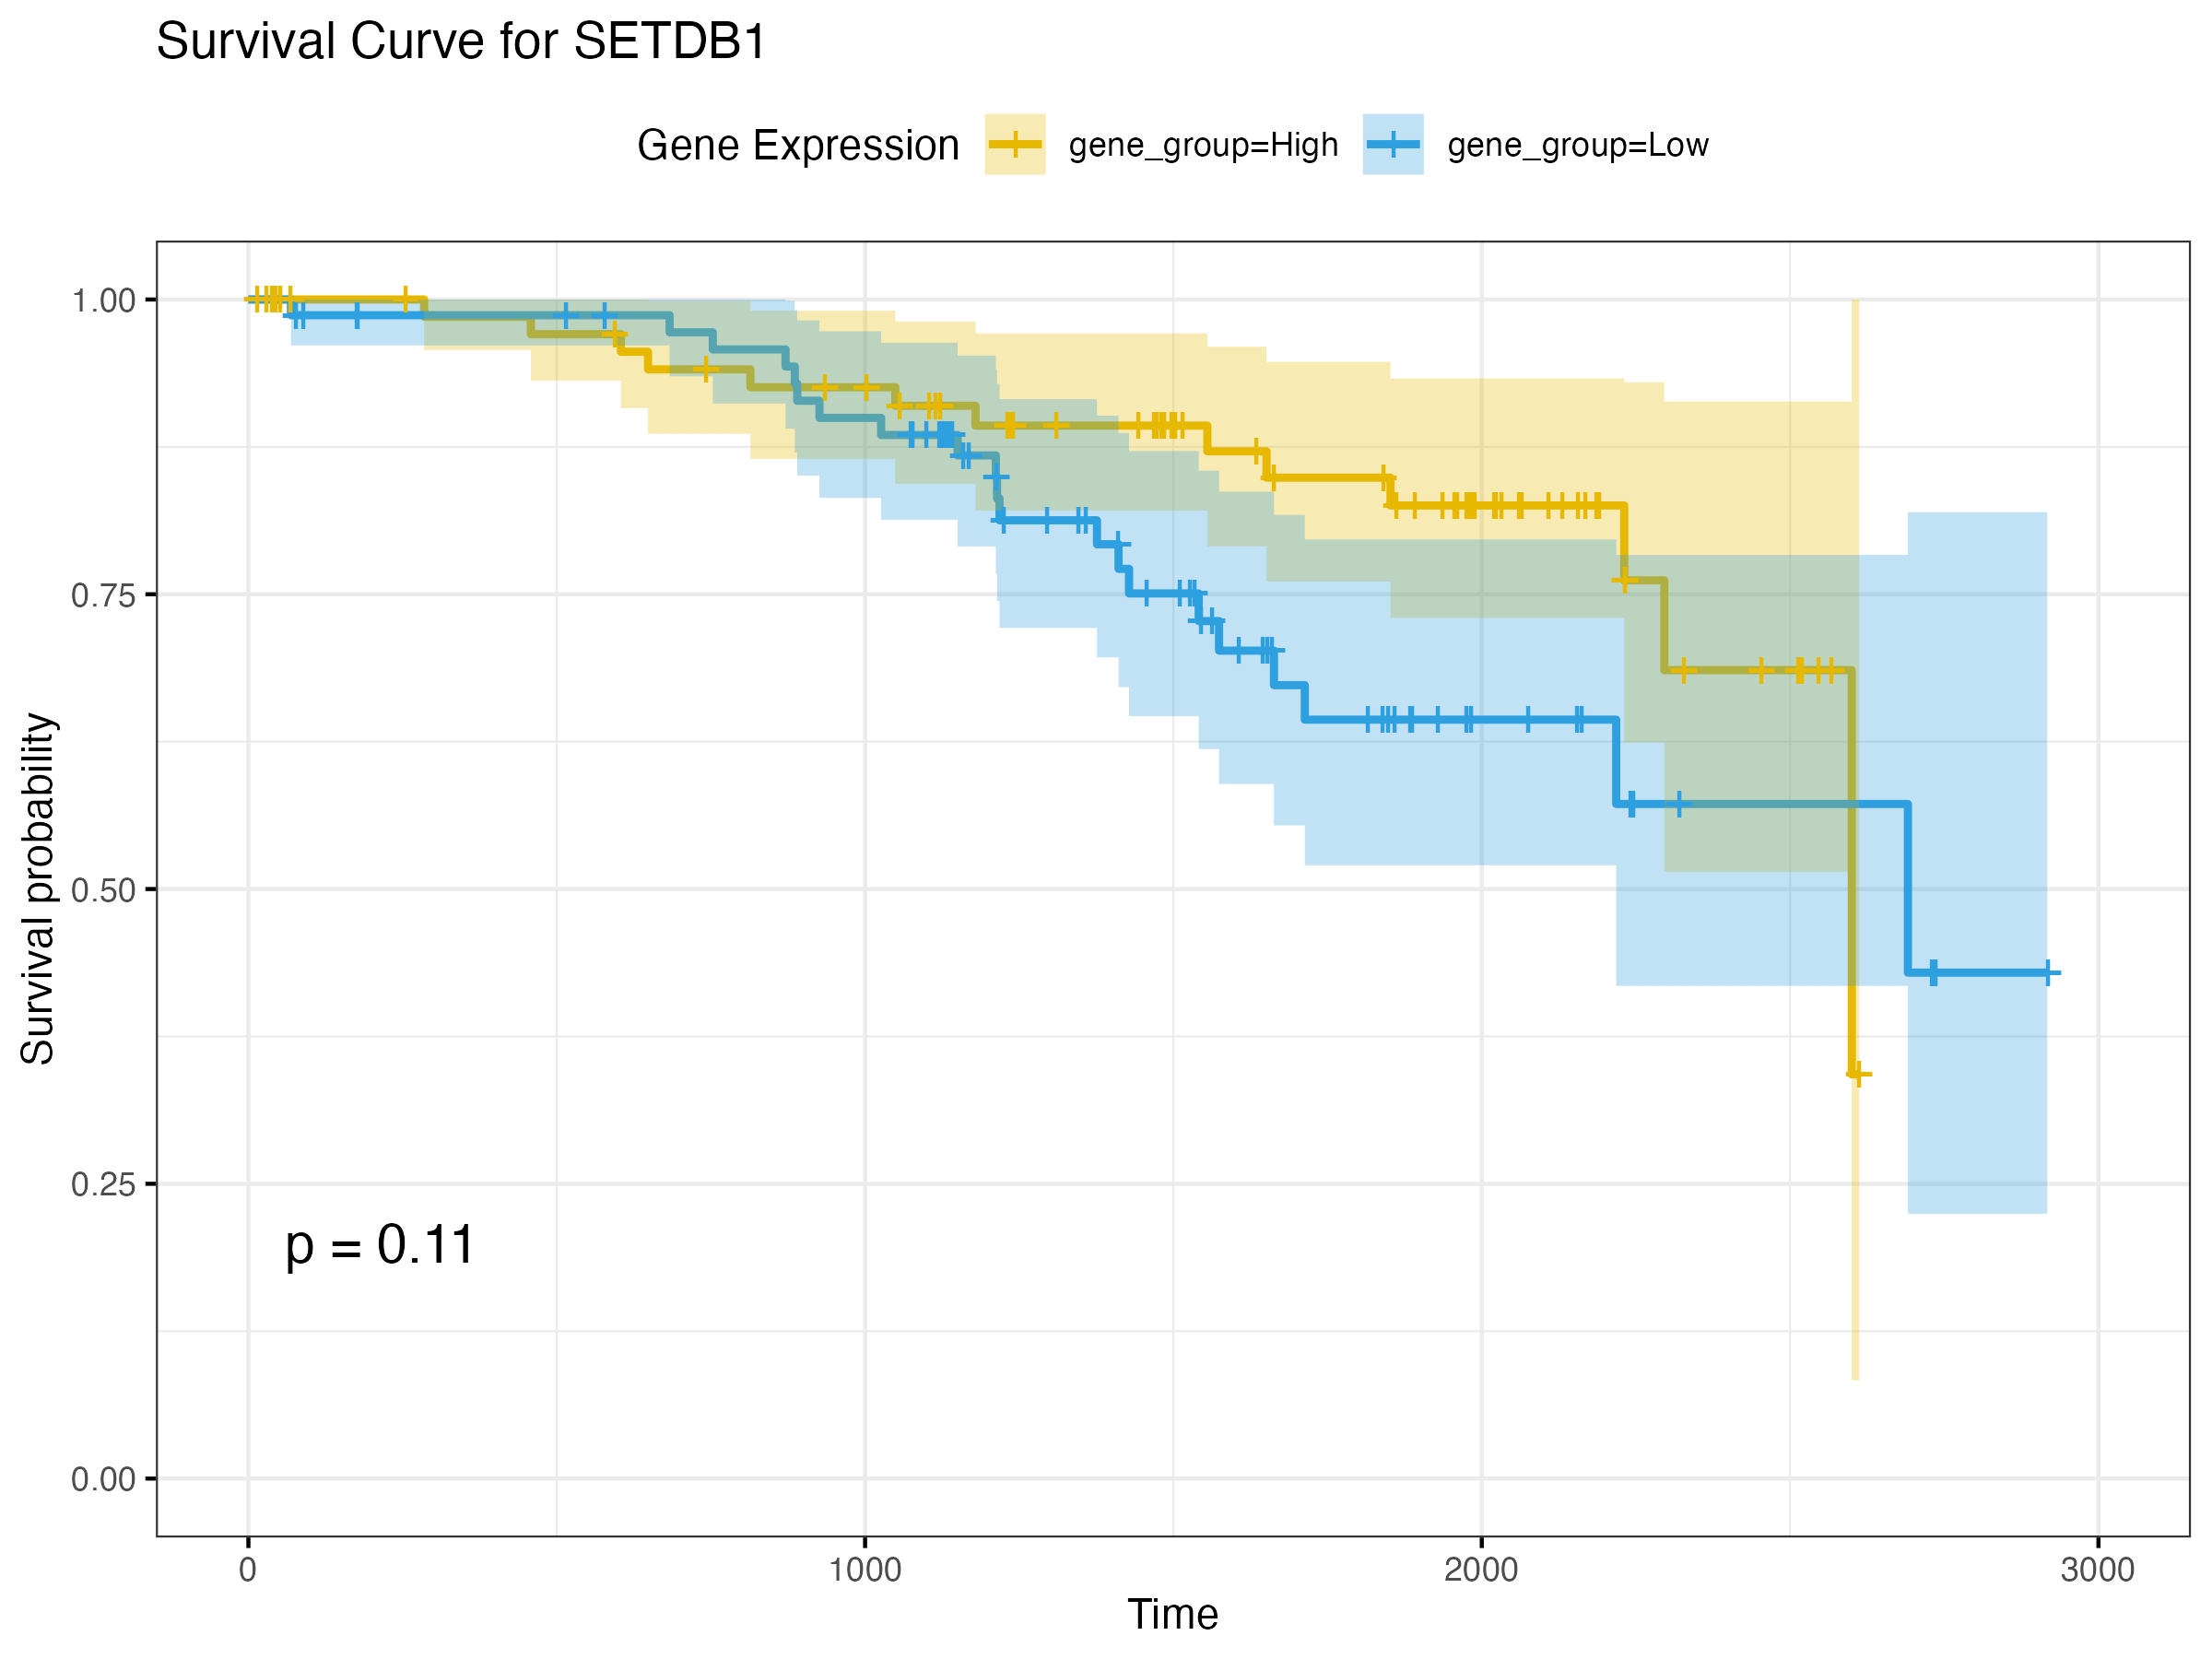 Survival Curve for SETDB1
Gene Expression gene_group=High gene_group=Low
Survival probability
1.00
0.75
0.50
0.25
0.00
p = 0.11
0 1000 2000 3000
Time